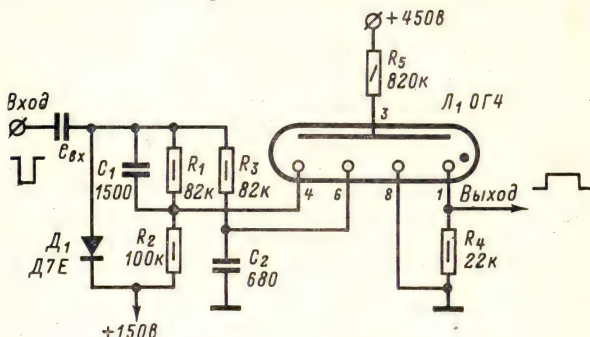 +450В
R5
820к
Л1 ОГ4
3
Вход
Свх
C1
1500
R1
82к
R3
82к
4
6
8
1
Выход
Д1
Д7Е
R2
100к
C2
680
R4
22к
+150В